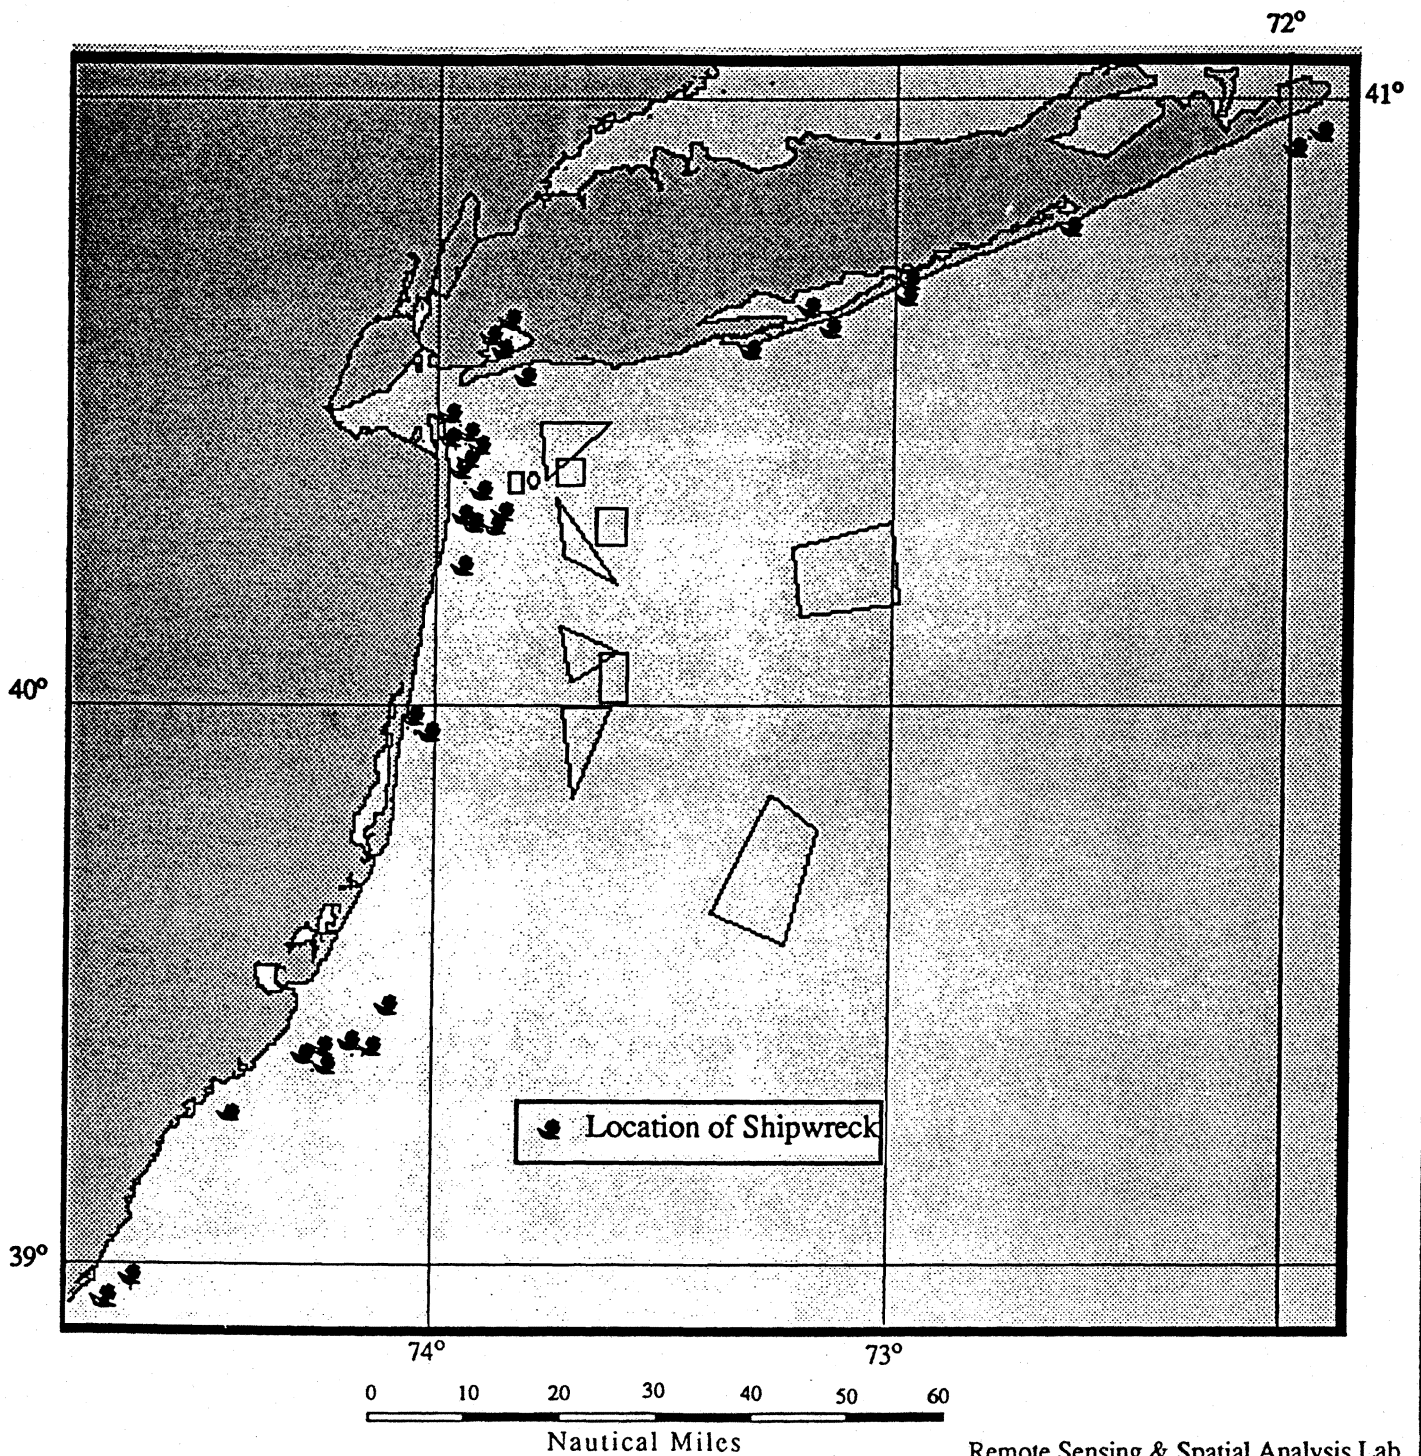 72°
41°
40°
Location of Shipwreck
39°
74° 73°
0 10 20 30 40 50 60
Nautical Miles
Remote Sensing & Spatial Analysis Lab